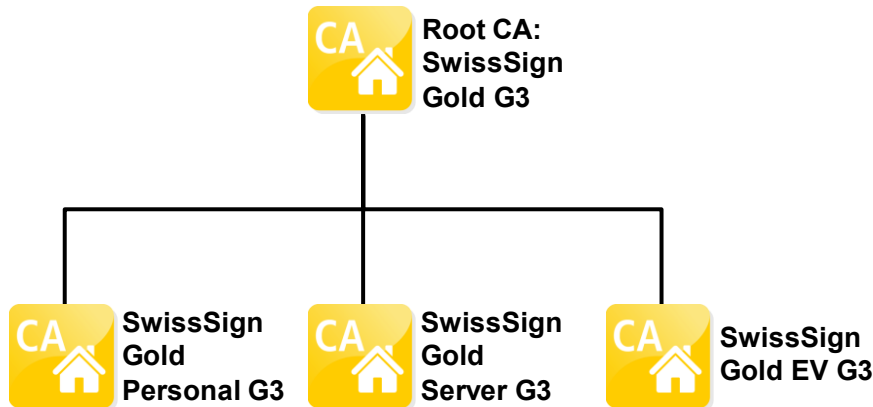 CA
Root CA:
SwissSign
Gold G3
CA
SwissSign
Gold
Personal G3
CA
SwissSign
Gold
Server G3
CA
SwissSign
Gold EV G3